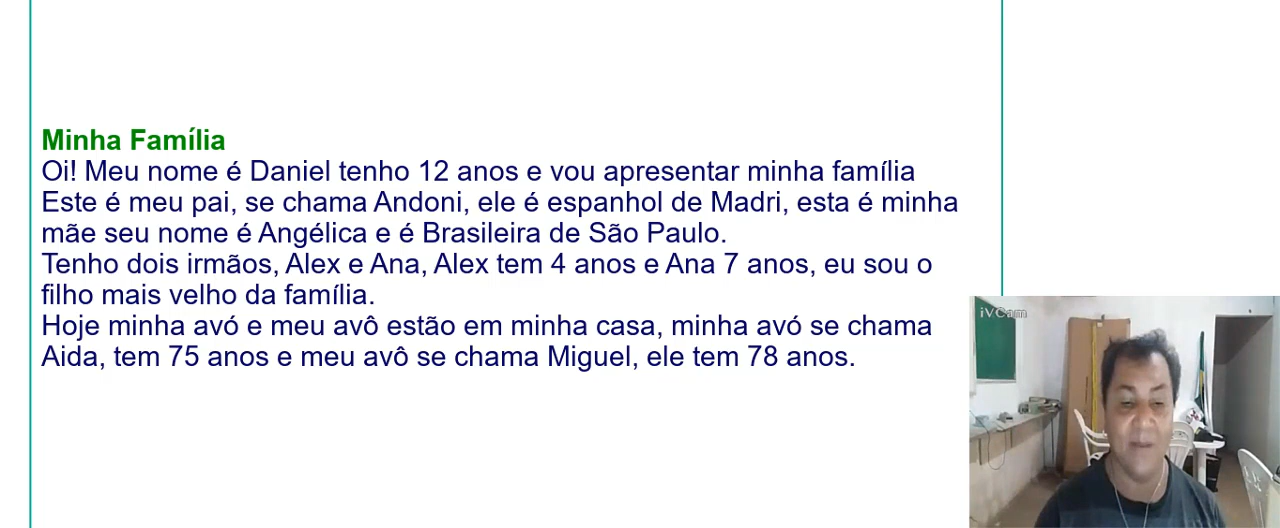 Minha Família
Oi! Meu nome é Daniel tenho 12 anos e vou apresentar minha família
Este é meu pai, se chama Andoni, ele é espanhol de Madri, esta é minha
mãe seu nome é Angélica e é Brasileira de São Paulo.
Tenho dois irmãos, Alex e Ana, Alex tem 4 anos e Ana 7 anos, eu sou o
filho mais velho da família.
Hoje minha avó e meu avô estão em minha casa, minha avó se chama
Aida, tem 75 anos e meu avô se chama Miguel, ele tem 78 anos.
iVCam